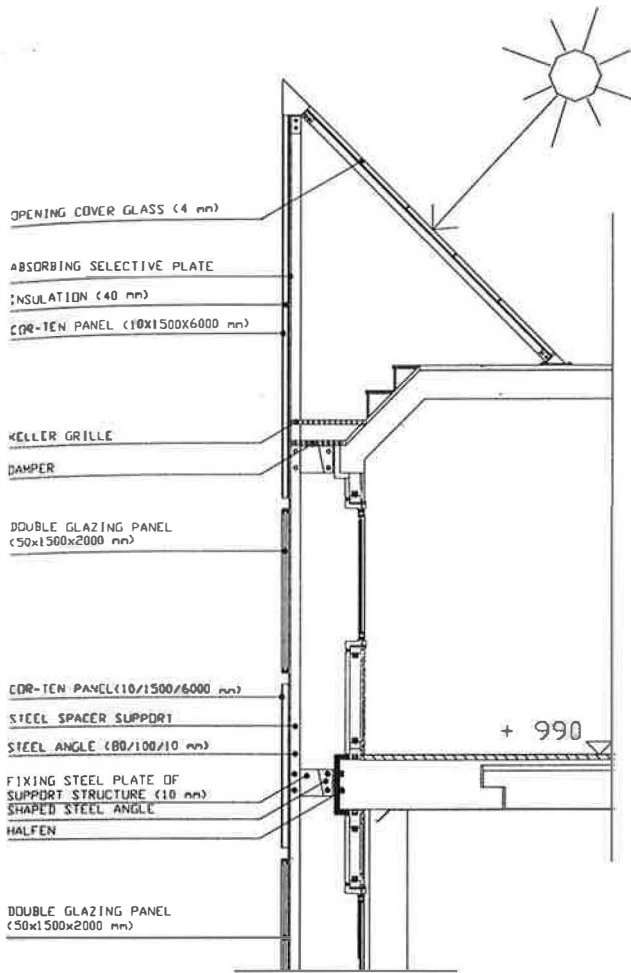 OPENING COVER GLASS (4 mm)
ABSORBING SELECTIVE PLATE
INSULATION (40 mm)
COR-TEN PANEL (10X1500X6000 mm)
KELLER GRILLE
DAMPER
DOUBLE GLAZING PANEL
(50x1500x2000 mm)
COR-TEN PANEL(10/1500/6000 mm)
STEEL SPACER SUPPORT
STEEL ANGLE (80/100/10 mm)
+ 990
FIXING STEEL PLATE OF
SUPPORT STRUCTURE (10 mm)
SHAPED STEEL ANGLE
HALFEN
DOUBLE GLAZING PANEL
(50x1500x2000 mm)